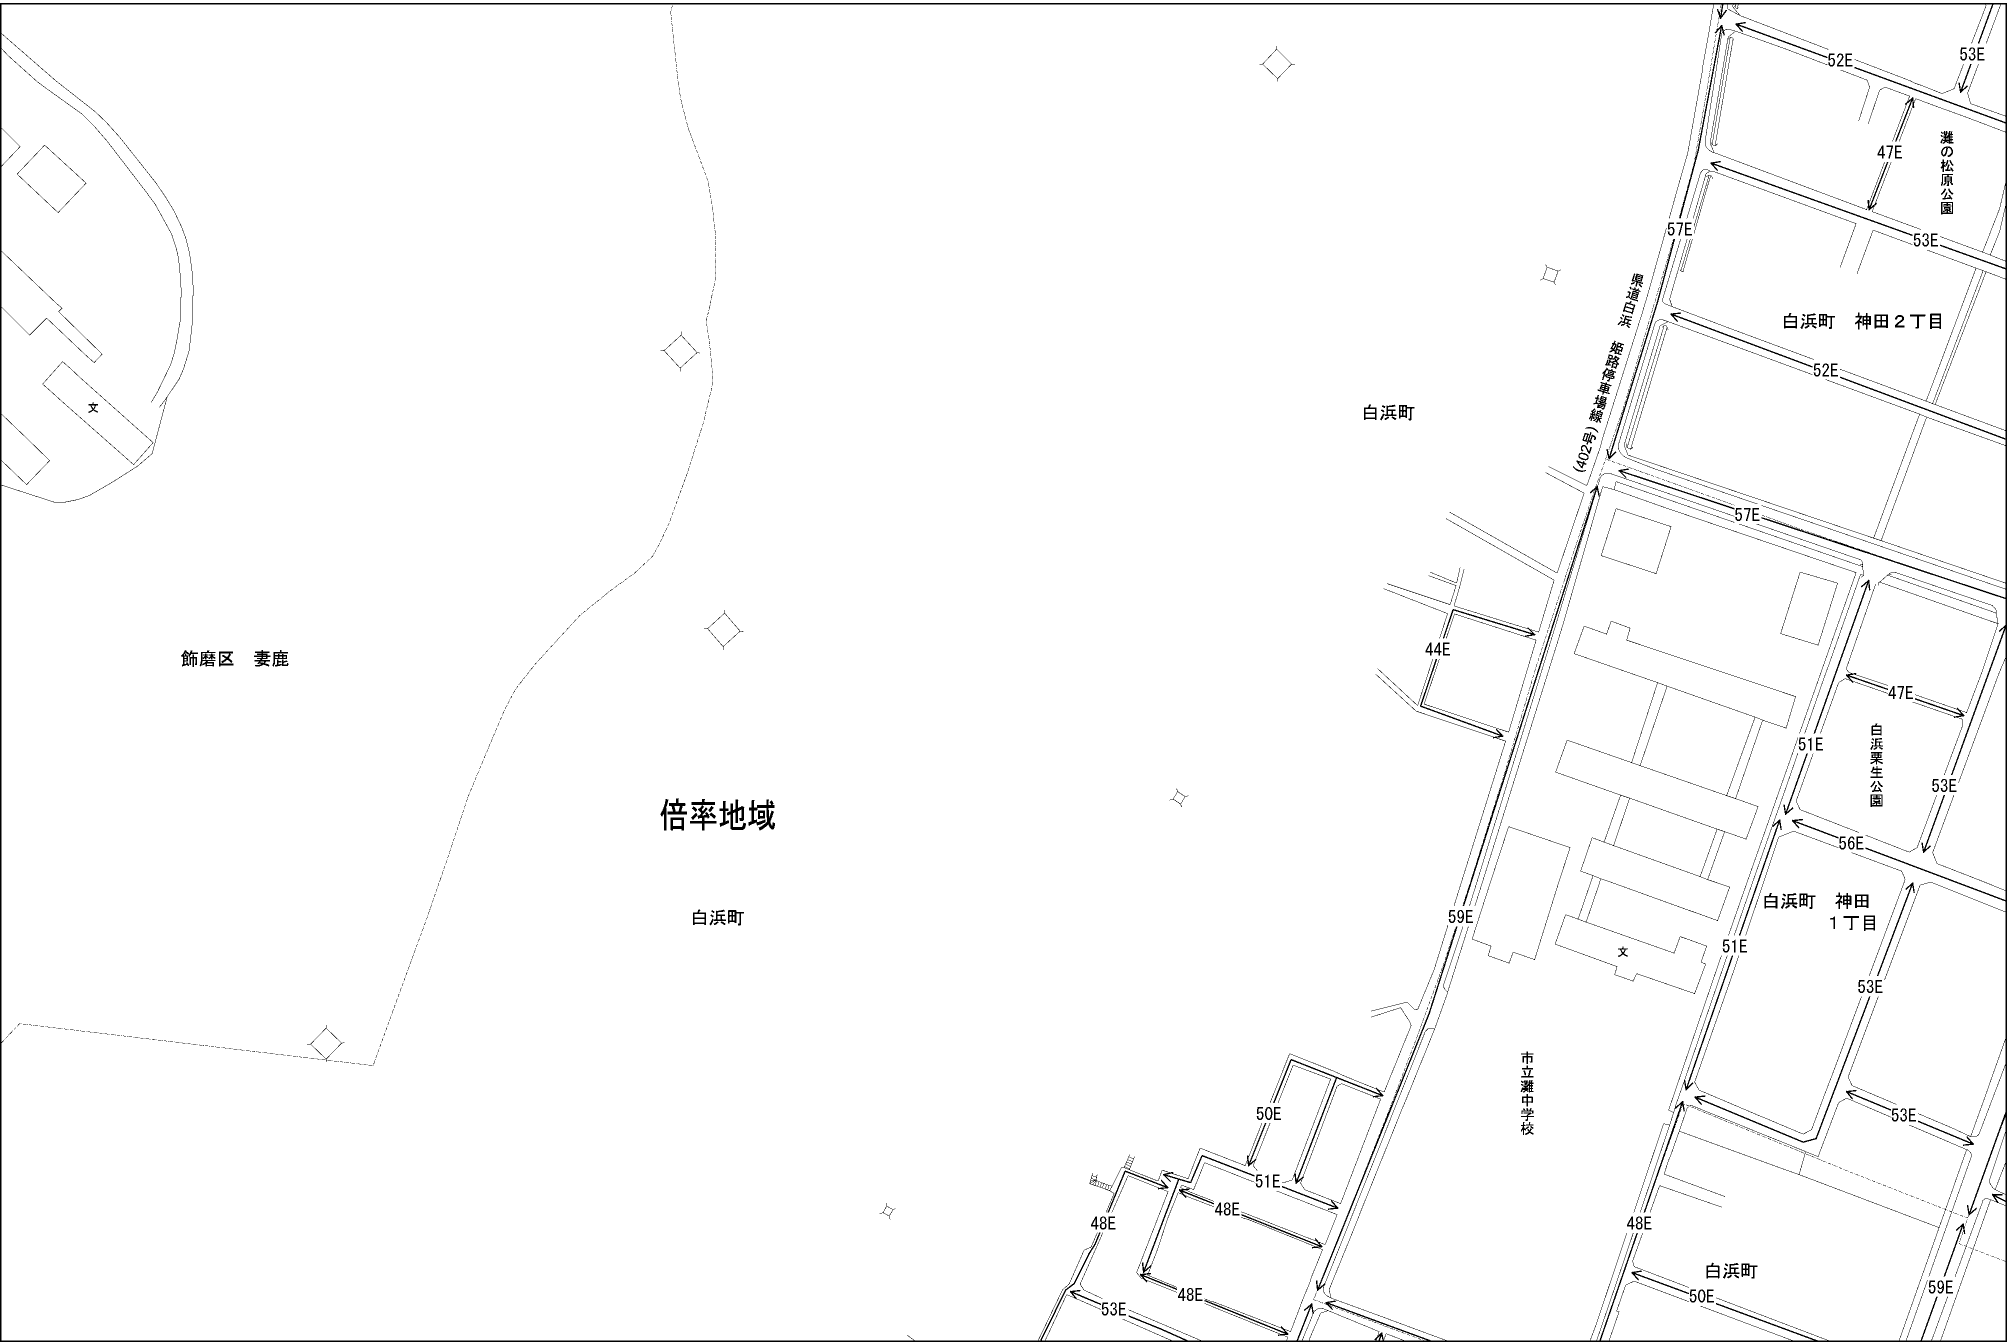 52E
53E
47E
灘の松原公園
57E
53E
県道白浜　姫路停車場線
(402号)
白浜町　神田２丁目
52E
文
白浜町
57E
44E
飾磨区　妻鹿
47E
51E
白浜栗生公園
53E
倍率地域
56E
白浜町　神田
１丁目
59E
白浜町
51E
文
53E
市立灘中学校
50E
53E
51E
48E
48E
48E
白浜町
48E
50E
59E
53E